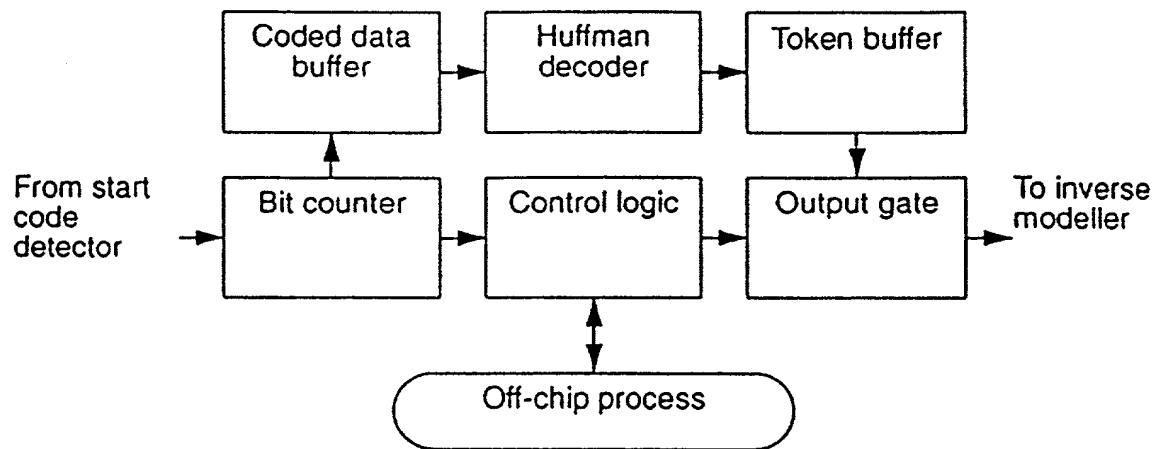 Coded data
buffer
Huffman
decoder
Token buffer
From start
code
detector
Bit counter
Control logic
Output gate
To inverse
modeller
Off-chip process